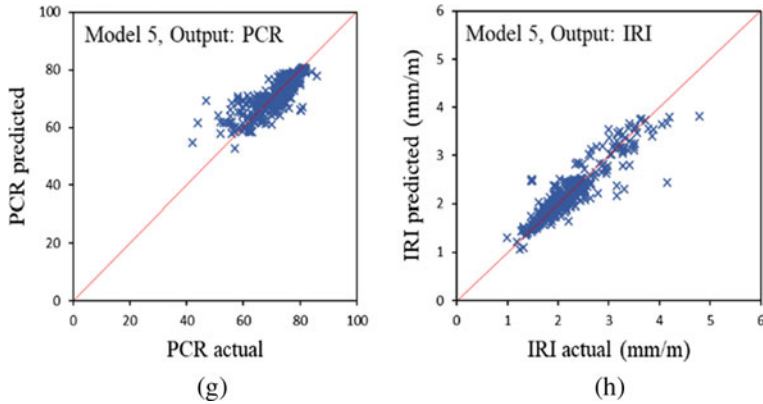 Model 5, Output: PCR
PCR predicted
100
80
60
40
20
0
0 20 40 60 80 100
PCR actual
(g)
Model 5, Output: IRI
IRI predicted (mm/m)
6
5
4
3
2
1
0
0 1 2 3 4 5 6
IRI actual (mm/m)
(h)